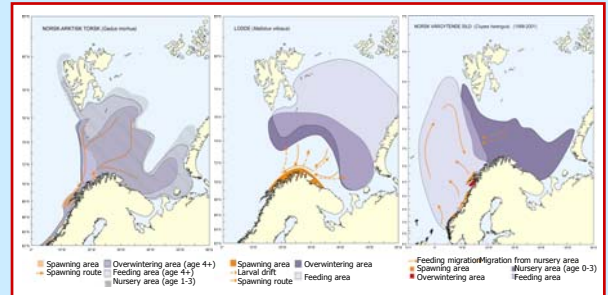 NORSK-ARKTISK TORSK (Gadus morhua)
Spawning area
Spawning route
Overwintering area (age 4+)
Feeding area (age 4+)
Nursery area (age 1-3)
LODDE (Mallotus villosus)
Spawning area
Larval drift
Spawning route
Overwintering area
Feeding area
NORSK VÅRGYTENDE SILD (Clupea harengus) (1998-2001)
Feeding migration
Migration from nursery area
Spawning area
Overwintering area
Nursery area (age 0-3)
Feeding area